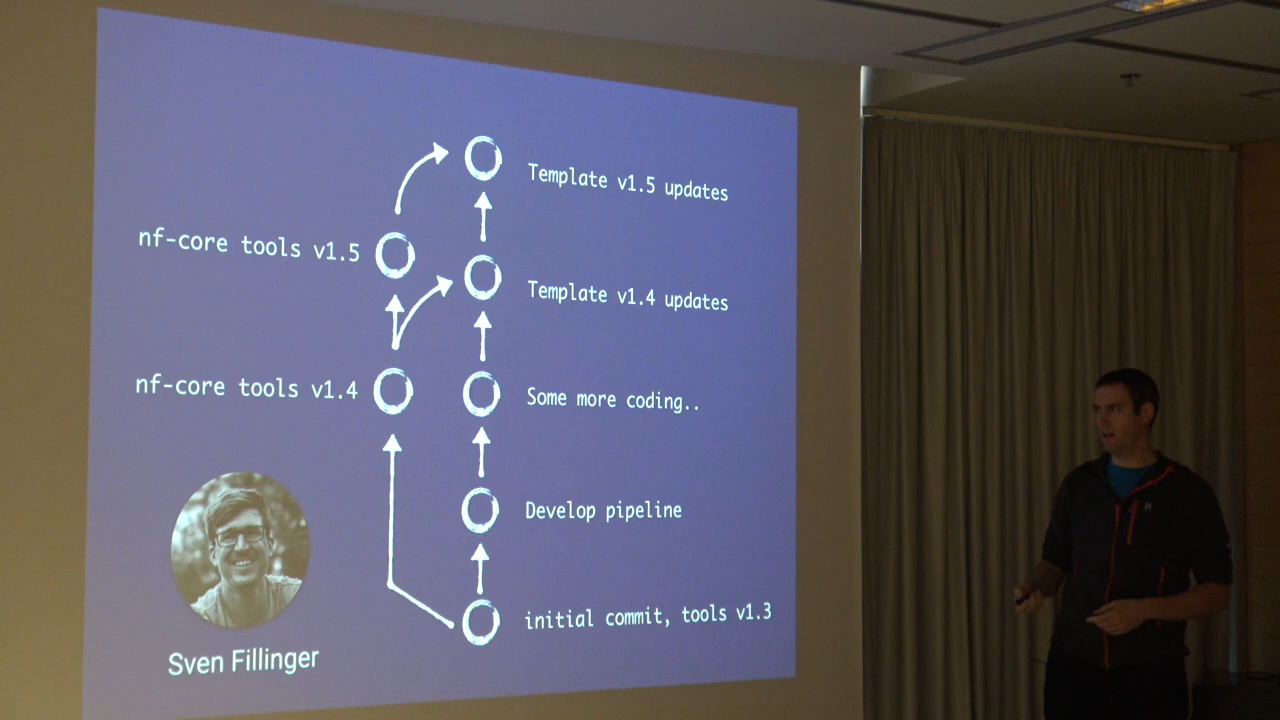 Template v1.5 updates
nf-core tools v1.5
Template v1.4 updates
nf-core tools v1.4
Some more coding..
Develop pipeline
initial commit, tools v1.3
Sven Fillinger